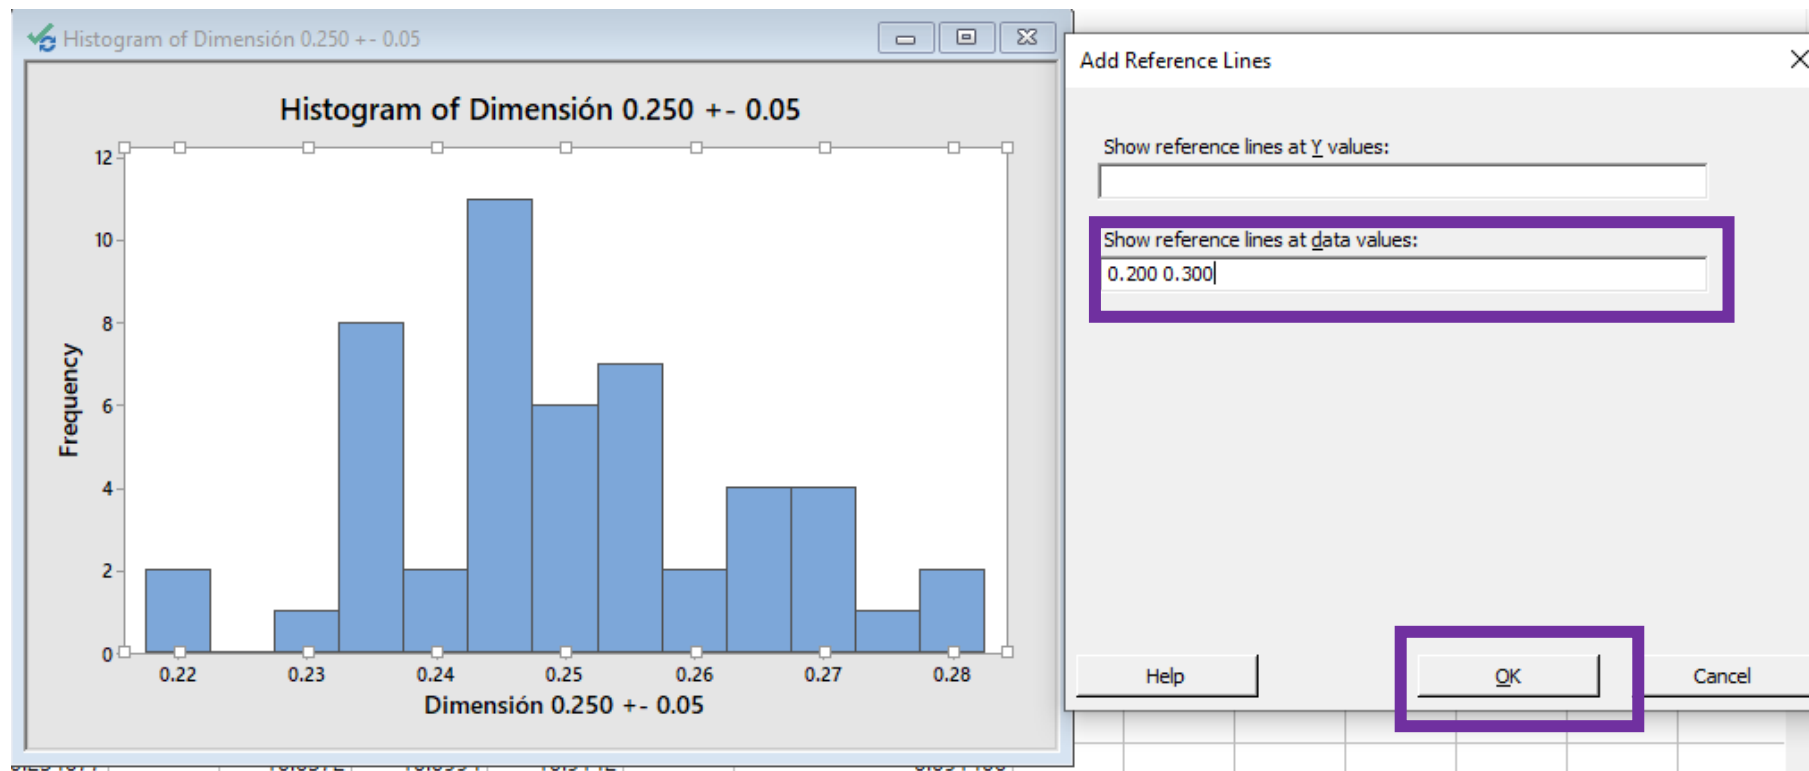 Histogram of Dimensión 0.250 +- 0.05
Histogram of Dimensión 0.250 +- 0.05
12
10
8
6
4
2
0
Frequency
0.22 0.23 0.24 0.25 0.26 0.27 0.28
Dimensión 0.250 +- 0.05
Add Reference Lines
Show reference lines at Y values:
Show reference lines at data values:
0.200 0.300
Help OK Cancel